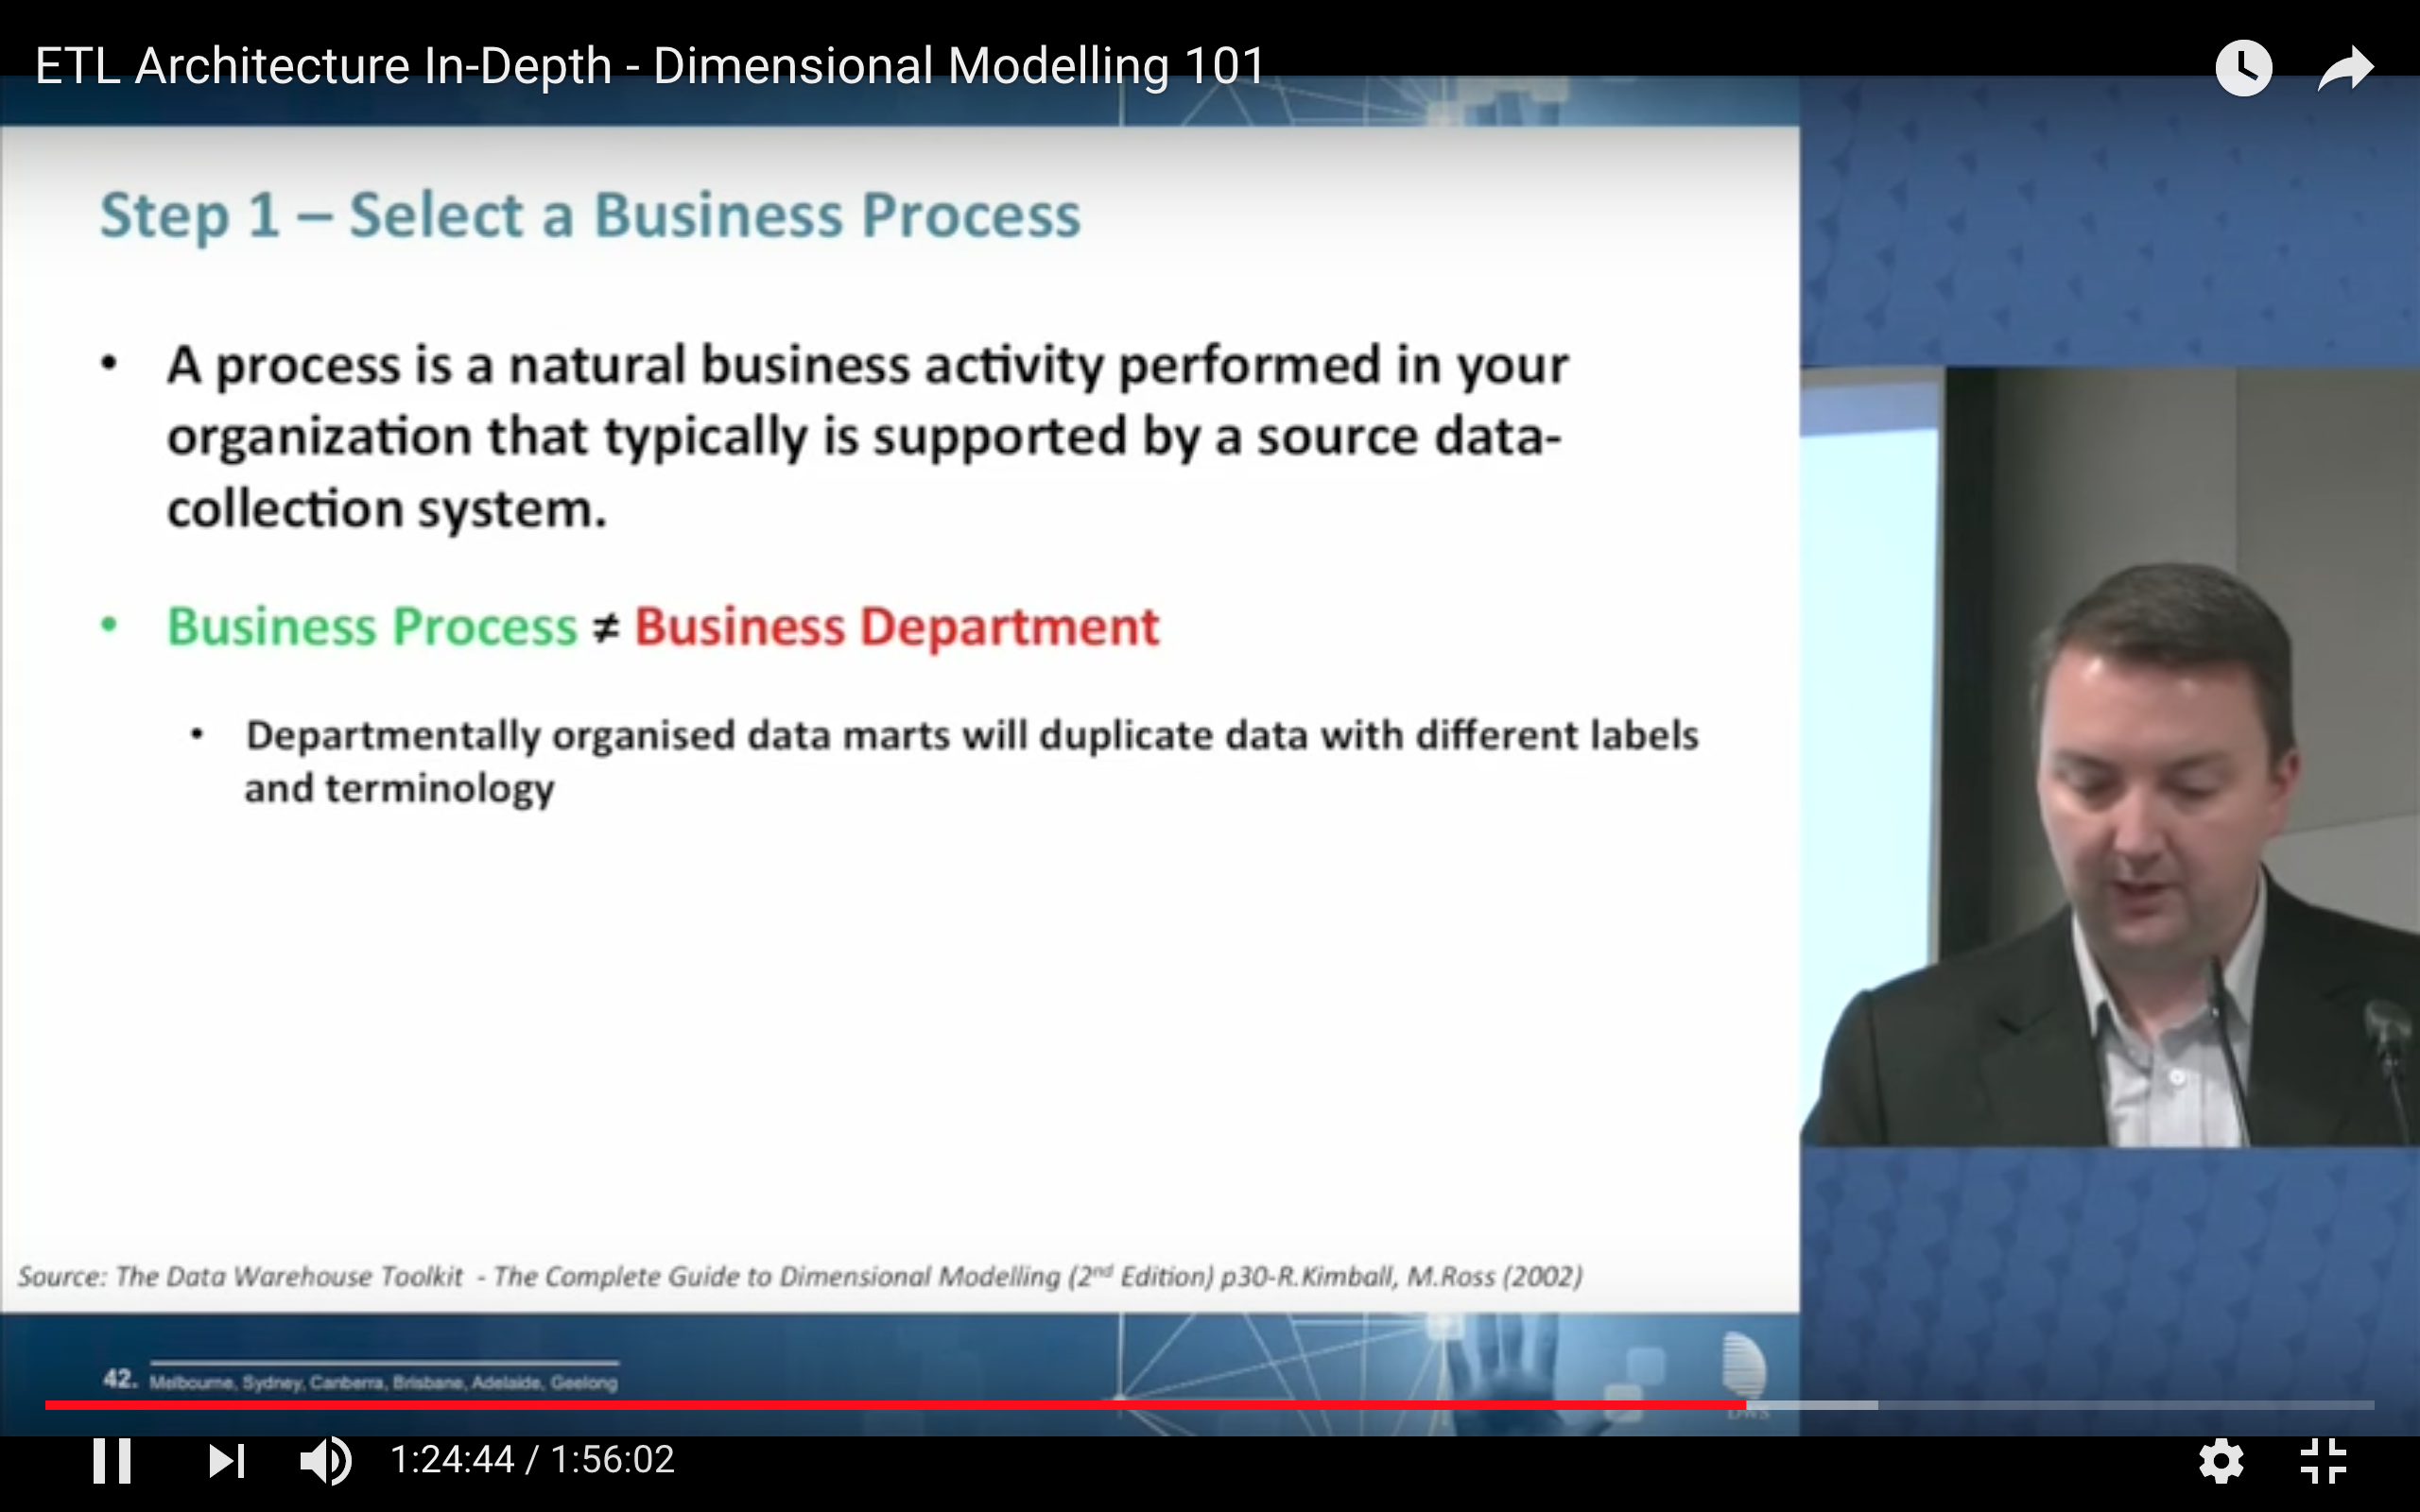 ETL Architecture In-Depth - Dimensional Modelling 101
Step 1 – Select a Business Process
• A process is a natural business activity performed in your
organization that typically is supported by a source data-
collection system.
• Business Process ≠ Business Department
• Departmentally organised data marts will duplicate data with different labels
and terminology
Source: The Data Warehouse Toolkit - The Complete Guide to Dimensional Modelling (2nd Edition) p30-R.Kimball, M.Ross (2002)
42. Melbourne, Sydney, Canberra, Brisbane, Adelaide, Geelong
DWS
1:24:44 / 1:56:02